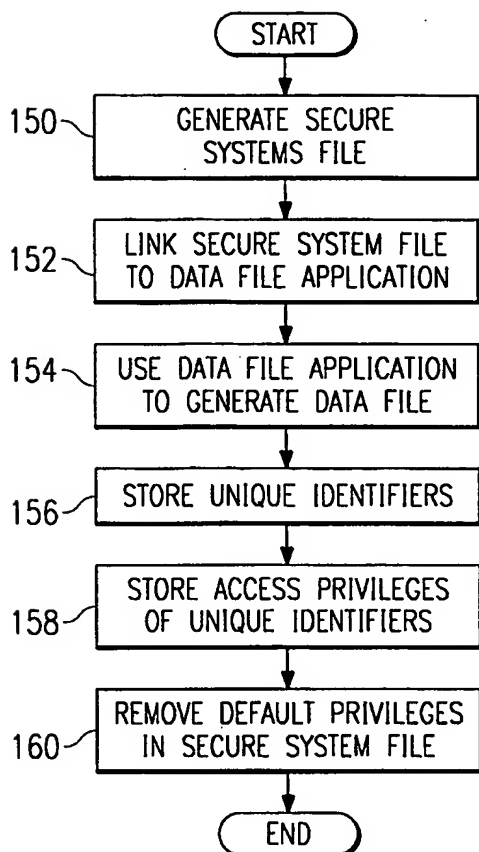 START
150
GENERATE SECURE
SYSTEMS FILE
152
LINK SECURE SYSTEM FILE
TO DATA FILE APPLICATION
154
USE DATA FILE APPLICATION
TO GENERATE DATA FILE
156
STORE UNIQUE IDENTIFIERS
158
STORE ACCESS PRIVILEGES
OF UNIQUE IDENTIFIERS
160
REMOVE DEFAULT PRIVILEGES
IN SECURE SYSTEM FILE
END